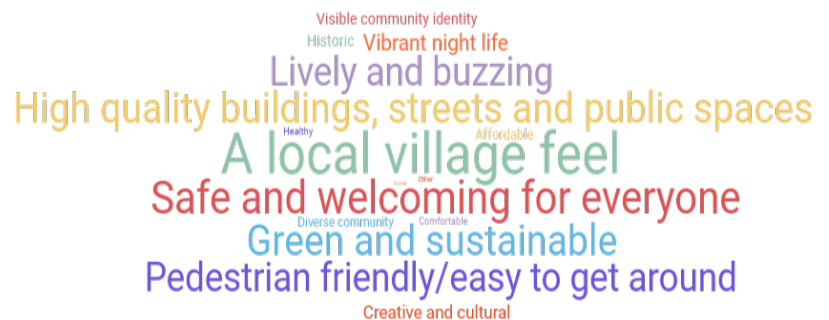 Visible community identity
Historic
Vibrant night life
Lively and buzzing
High quality buildings, streets and public spaces
Healthy
Affordable
A local village feel
Other
Safe and welcoming for everyone
Diverse community
Comfortable
Green and sustainable
Pedestrian friendly/easy to get around
Creative and cultural